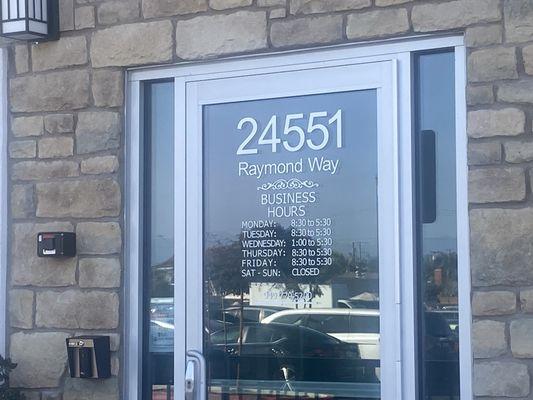 24551
Raymond Way
BUSINESS
HOURS
MONDAY: 8:30 to 5:30
TUESDAY: 8:30 to 5:30
WEDNESDAY: 1:00 to 5:30
THURSDAY: 8:30 to 5:30
FRIDAY: 8:30 to 5:30
SAT - SUN: CLOSED